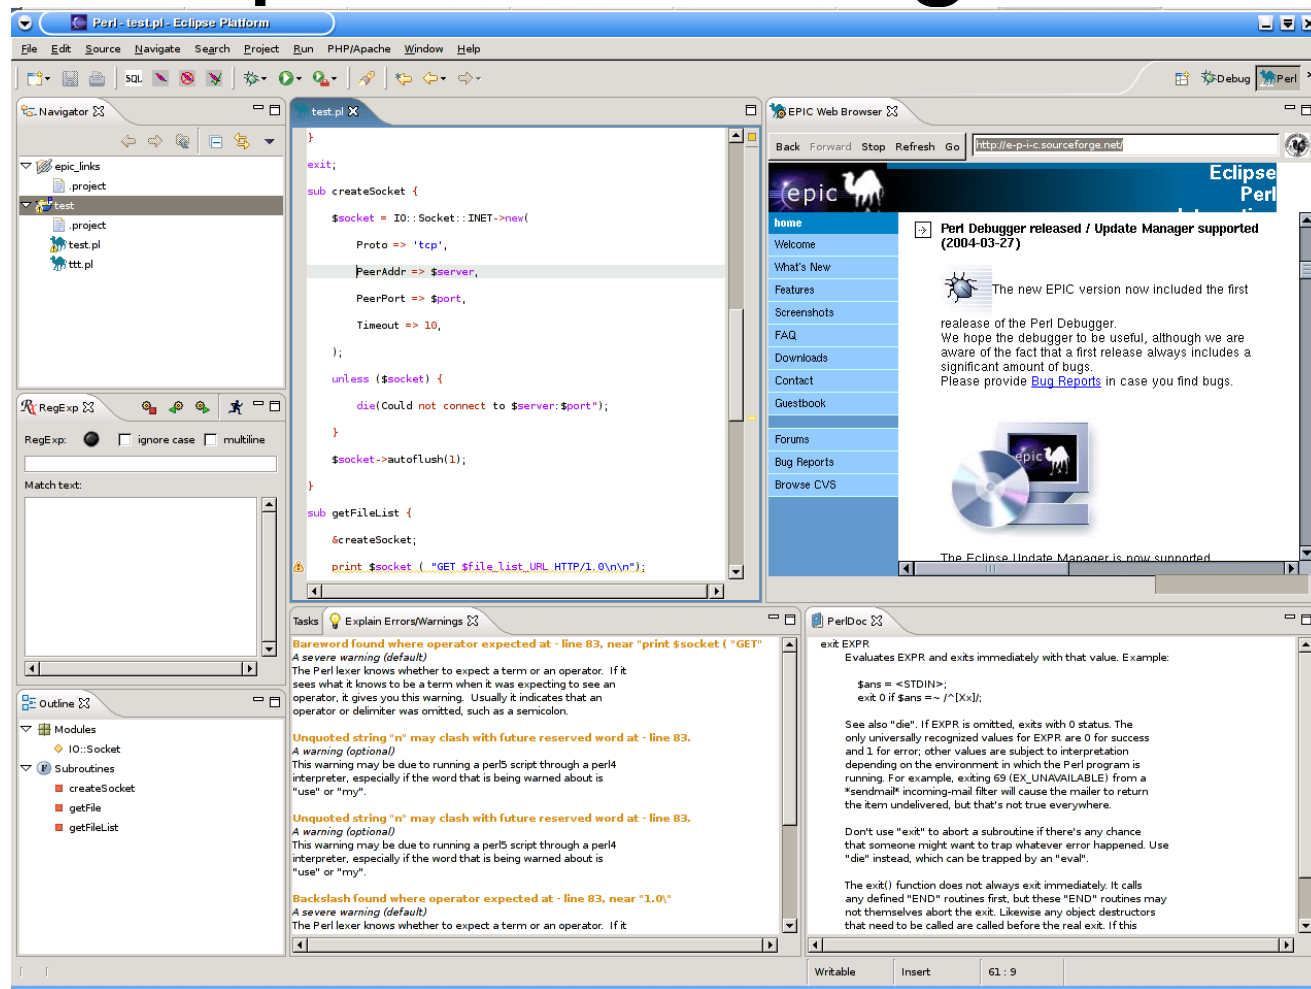 Perl - test.pl - Eclipse Platform
File Edit Source Navigate Search Project Run PHP/Apache Window Help
SQL
Debug Perl
Navigator
epic_links
.project
test
.project
test.pl
ttt.pl
RegExp
RegExp: ignore case multiline
Match text:
Outline
Modules
IO::Socket
Subroutines
createSocket
getFile
getFileList
test.pl
}
exit;
sub createSocket {
$socket = IO::Socket::INET->new(
Proto => 'tcp',
PeerAddr => $server,
PeerPort => $port,
Timeout => 10,
);
unless ($socket) {
die(Could not connect to $server:$port");
}
$socket->autoflush(1);
}
sub getFileList {
&createSocket;
print $socket ( "GET $file_list_URL HTTP/1.0\n\n");
EPIC Web Browser
Back Forward Stop Refresh Go http://e-p-i-c.sourceforge.net/
epic
Eclipse
Perl
home
Welcome
What's New
Features
Screenshots
FAQ
Downloads
Contact
Guestbook
Forums
Bug Reports
Browse CVS
Perl Debugger released / Update Manager supported
(2004-03-27)
The new EPIC version now included the first
realease of the Perl Debugger.
We hope the debugger to be useful, although we are
aware of the fact that a first release always includes a
significant amount of bugs.
Please provide Bug Reports in case you find bugs.
epic
The Eclipse Update Manager is now supported
Tasks Explain Errors/Warnings
Bareword found where operator expected at - line 83, near "print $socket ( "GET"
A severe warning (default)
The Perl lexer knows whether to expect a term or an operator. If it
sees what it knows to be a term when it was expecting to see an
operator, it gives you this warning. Usually it indicates that an
operator or delimiter was omitted, such as a semicolon.
Unquoted string "n" may clash with future reserved word at - line 83.
A warning (optional)
This warning may be due to running a perl5 script through a perl4
interpreter, especially if the word that is being warned about is
"use" or "my".
Unquoted string "n" may clash with future reserved word at - line 83.
A warning (optional)
This warning may be due to running a perl5 script through a perl4
interpreter, especially if the word that is being warned about is
"use" or "my".
Backslash found where operator expected at - line 83, near "1.0\"
A severe warning (default)
The Perl lexer knows whether to expect a term or an operator. If it
PerlDoc
exit EXPR
Evaluates EXPR and exits immediately with that value. Example:
$ans = <STDIN>;
exit 0 if $ans =~ /^[Xx]/;
See also "die". If EXPR is omitted, exits with 0 status. The
only universally recognized values for EXPR are 0 for success
and 1 for error; other values are subject to interpretation
depending on the environment in which the Perl program is
running. For example, exiting 69 (EX_UNAVAILABLE) from a
*sendmail* incoming-mail filter will cause the mailer to return
the item undelivered, but that's not true everywhere.
Don't use "exit" to abort a subroutine if there's any chance
that someone might want to trap whatever error happened. Use
"die" instead, which can be trapped by an "eval".
The exit() function does not always exit immediately. It calls
any defined "END" routines first, but these "END" routines may
not themselves abort the exit. Likewise any object destructors
that need to be called are called before the real exit. If this
Writable Insert 61 : 9